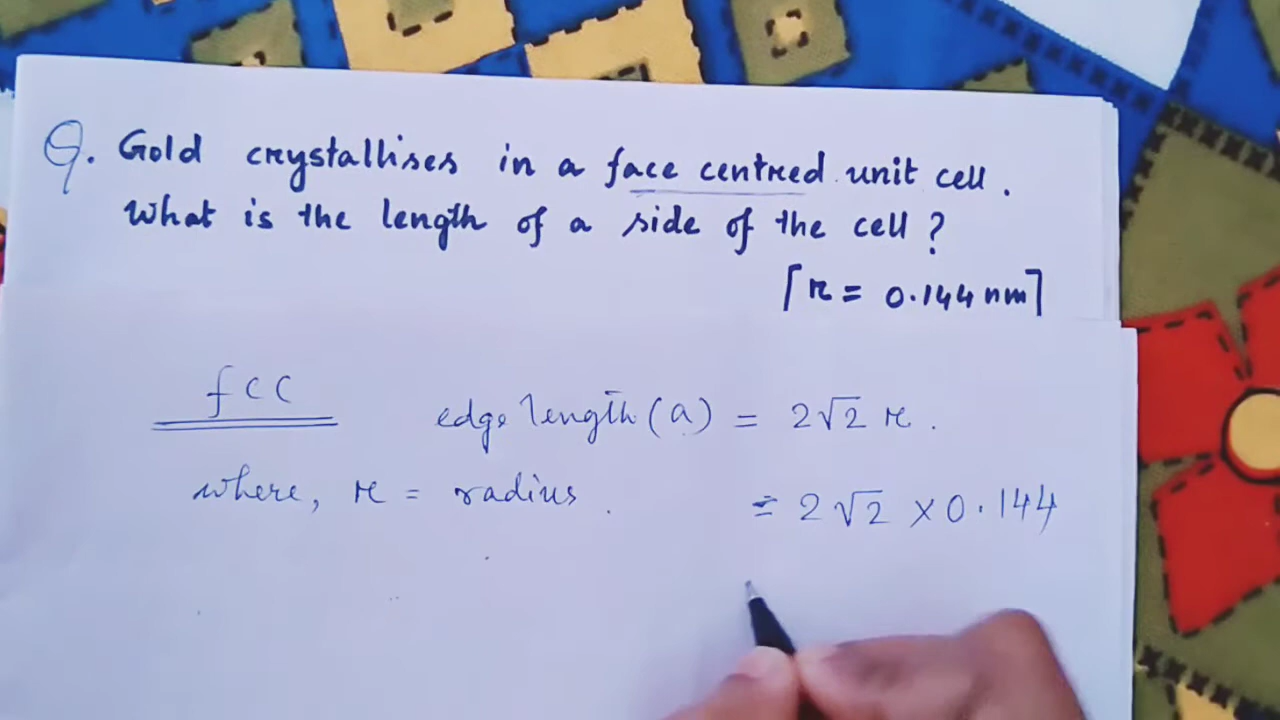 Q. Gold crystallises in a face centred unit cell.
What is the length of a side of the cell?
[r = 0.144 nm]
fcc
edge length (a) = 2√2 r.
where, r = radius.
= 2√2 × 0.144